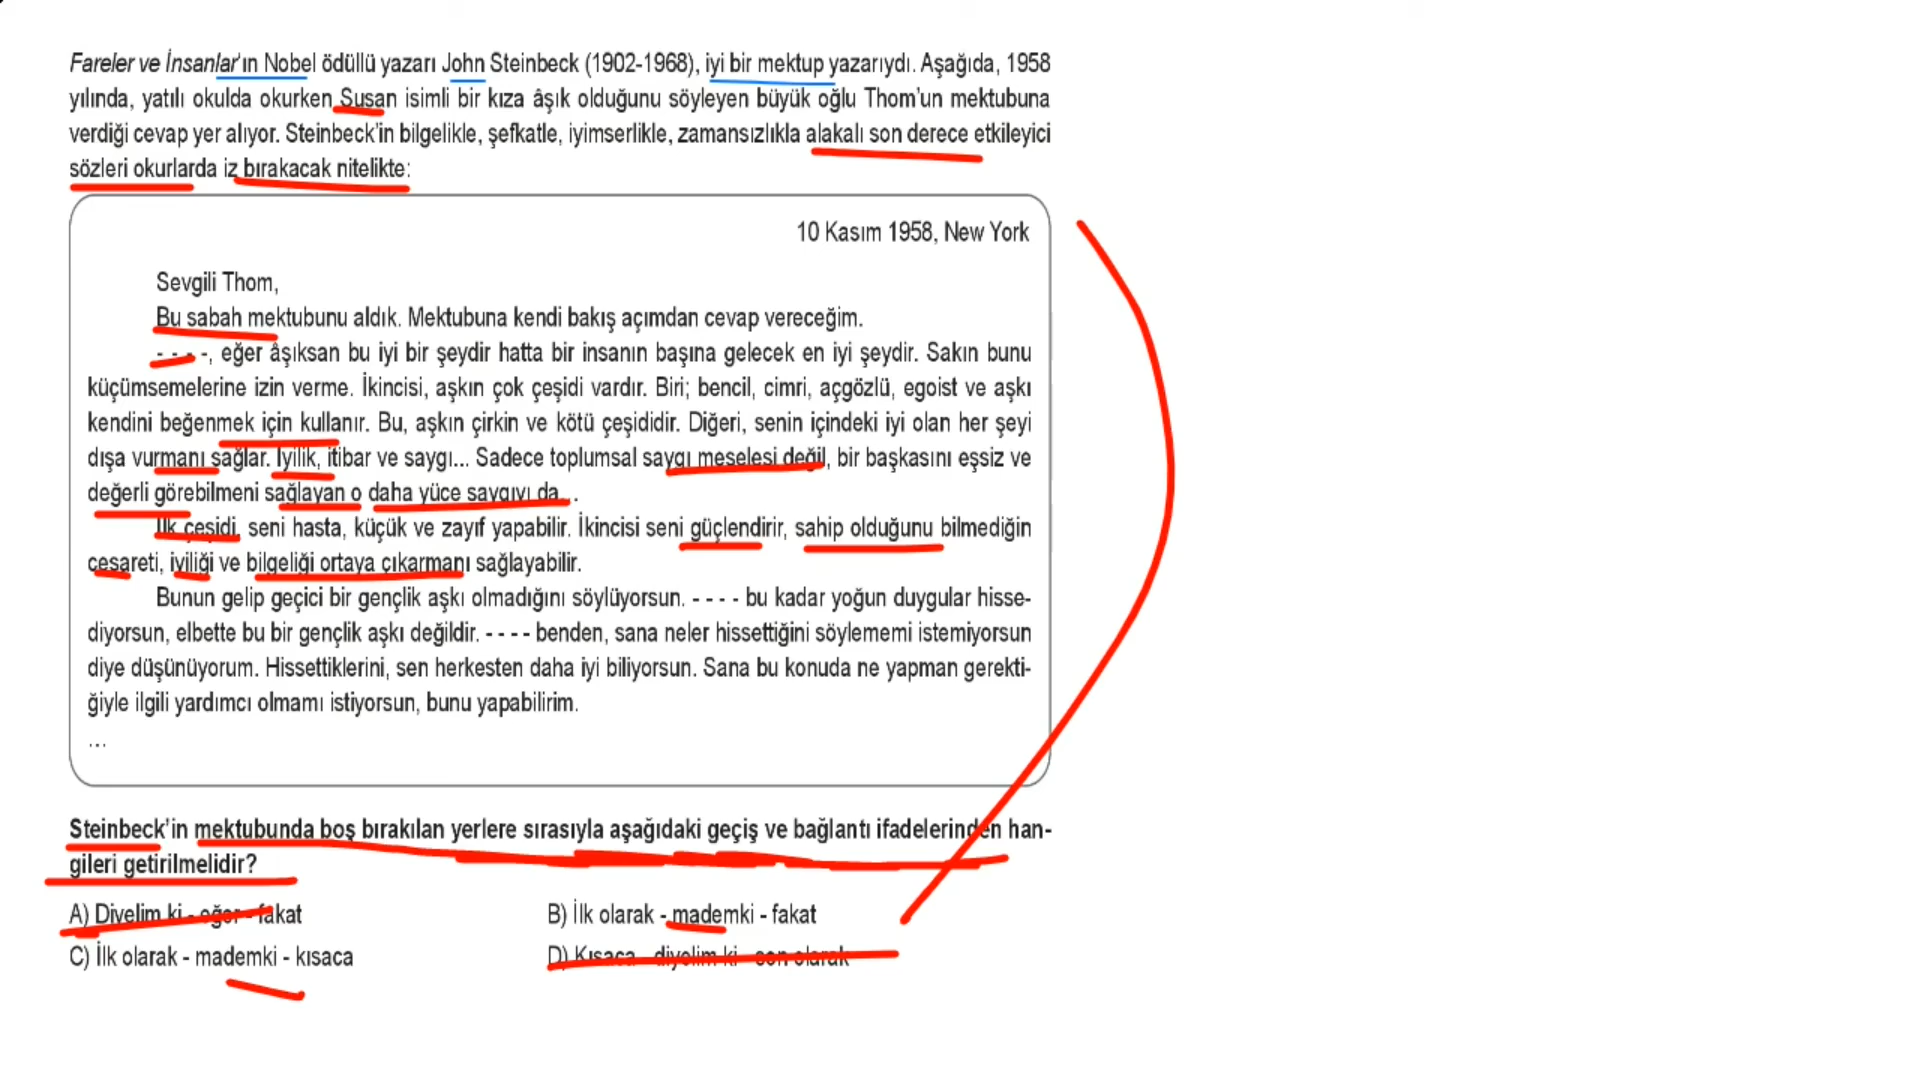 Fareler ve İnsanlar'ın Nobel ödüllü yazarı John Steinbeck (1902-1968), iyi bir mektup yazarıydı. Aşağıda, 1958
yılında, yatılı okulda okurken Susan isimli bir kıza âşık olduğunu söyleyen büyük oğlu Thom'un mektubuna
verdiği cevap yer alıyor. Steinbeck'in bilgelikle, şefkatle, iyimserlikle, zamansızlıkla alakalı son derece etkileyici
sözleri okurlarda iz bırakacak nitelikte:
10 Kasım 1958, New York
Sevgili Thom,
Bu sabah mektubunu aldık. Mektubuna kendi bakış açımdan cevap vereceğim.
- - - -, eğer âşıksan bu iyi bir şeydir hatta bir insanın başına gelecek en iyi şeydir. Sakın bunu
küçümsemelerine izin verme. İkincisi, aşkın çok çeşidi vardır. Biri; bencil, cimri, açgözlü, egoist ve aşkı
kendini beğenmek için kullanır. Bu, aşkın çirkin ve kötü çeşididir. Diğeri, senin içindeki iyi olan her şeyi
dışa vurmanı sağlar. İyilik, itibar ve saygı... Sadece toplumsal saygı meselesi değil, bir başkasını eşsiz ve
değerli görebilmeni sağlayan o daha yüce saygıyı da...
İlk çeşidi, seni hasta, küçük ve zayıf yapabilir. İkincisi seni güçlendirir, sahip olduğunu bilmediğin
cesareti, iyiliği ve bilgeliği ortaya çıkarmanı sağlayabilir.
Bunun gelip geçici bir gençlik aşkı olmadığını söylüyorsun. - - - - bu kadar yoğun duygular hisse-
diyorsun, elbette bu bir gençlik aşkı değildir. - - - - benden, sana neler hissettiğini söylememi istemiyorsun
diye düşünüyorum. Hissettiklerini, sen herkesten daha iyi biliyorsun. Sana bu konuda ne yapman gerekti-
ğiyle ilgili yardımcı olmamı istiyorsun, bunu yapabilirim.
...
Steinbeck'in mektubunda boş bırakılan yerlere sırasıyla aşağıdaki geçiş ve bağlantı ifadelerinden han-
gileri getirilmelidir?
A) Diyelim ki - eğer - fakat
B) İlk olarak - mademki - fakat
C) İlk olarak - mademki - kısaca
D) Kısaca - diyelim ki - son olarak